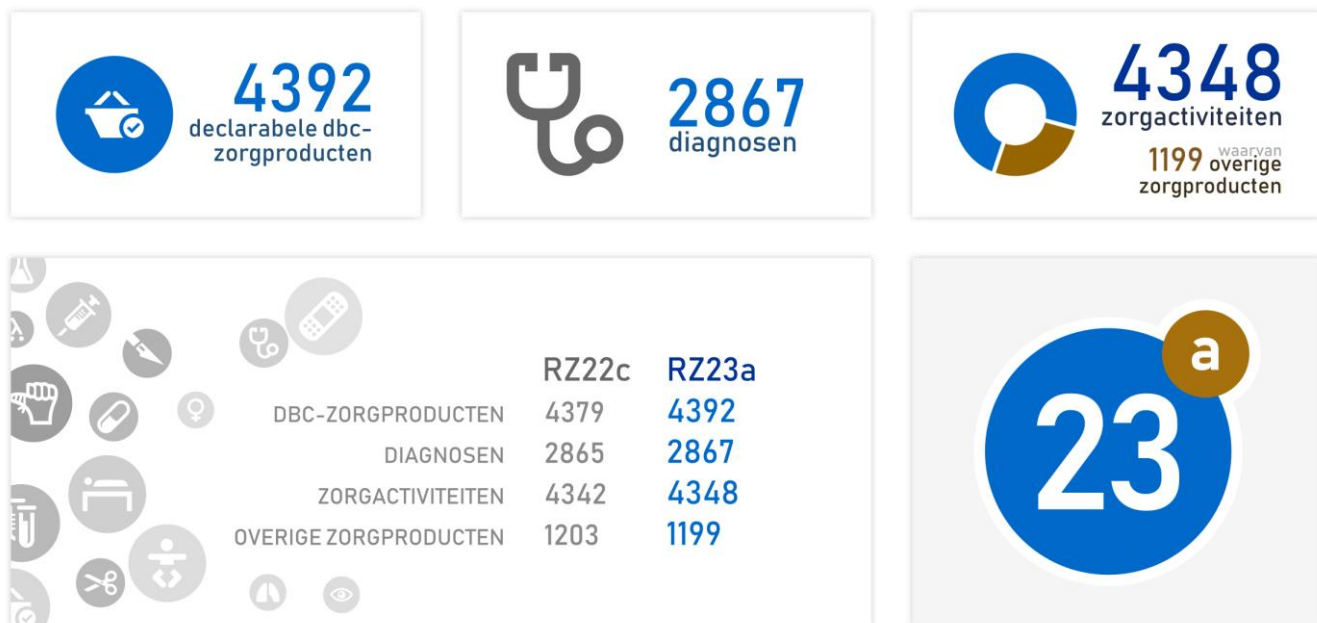 4392
declarabele dbc-
zorgproducten
2867
diagnosen
4348
zorgactiviteiten
waarvan
1199 overige
zorgproducten
RZ22c RZ23a
DBC-ZORGPRODUCTEN 4379 4392
DIAGNOSEN 2865 2867
ZORGACTIVITEITEN 4342 4348
OVERIGE ZORGPRODUCTEN 1203 1199
23
a